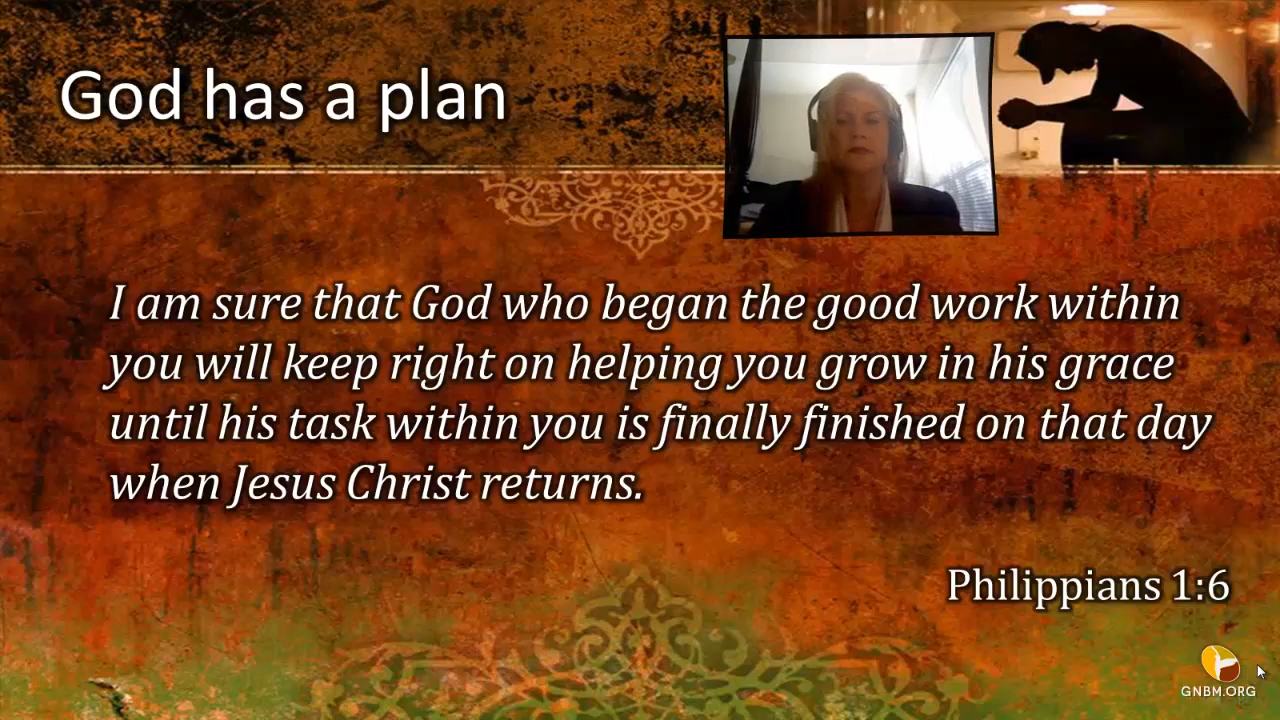 God has a plan
I am sure that God who began the good work within
you will keep right on helping you grow in his grace
until his task within you is finally finished on that day
when Jesus Christ returns.
Philippians 1:6
GNBM.ORG